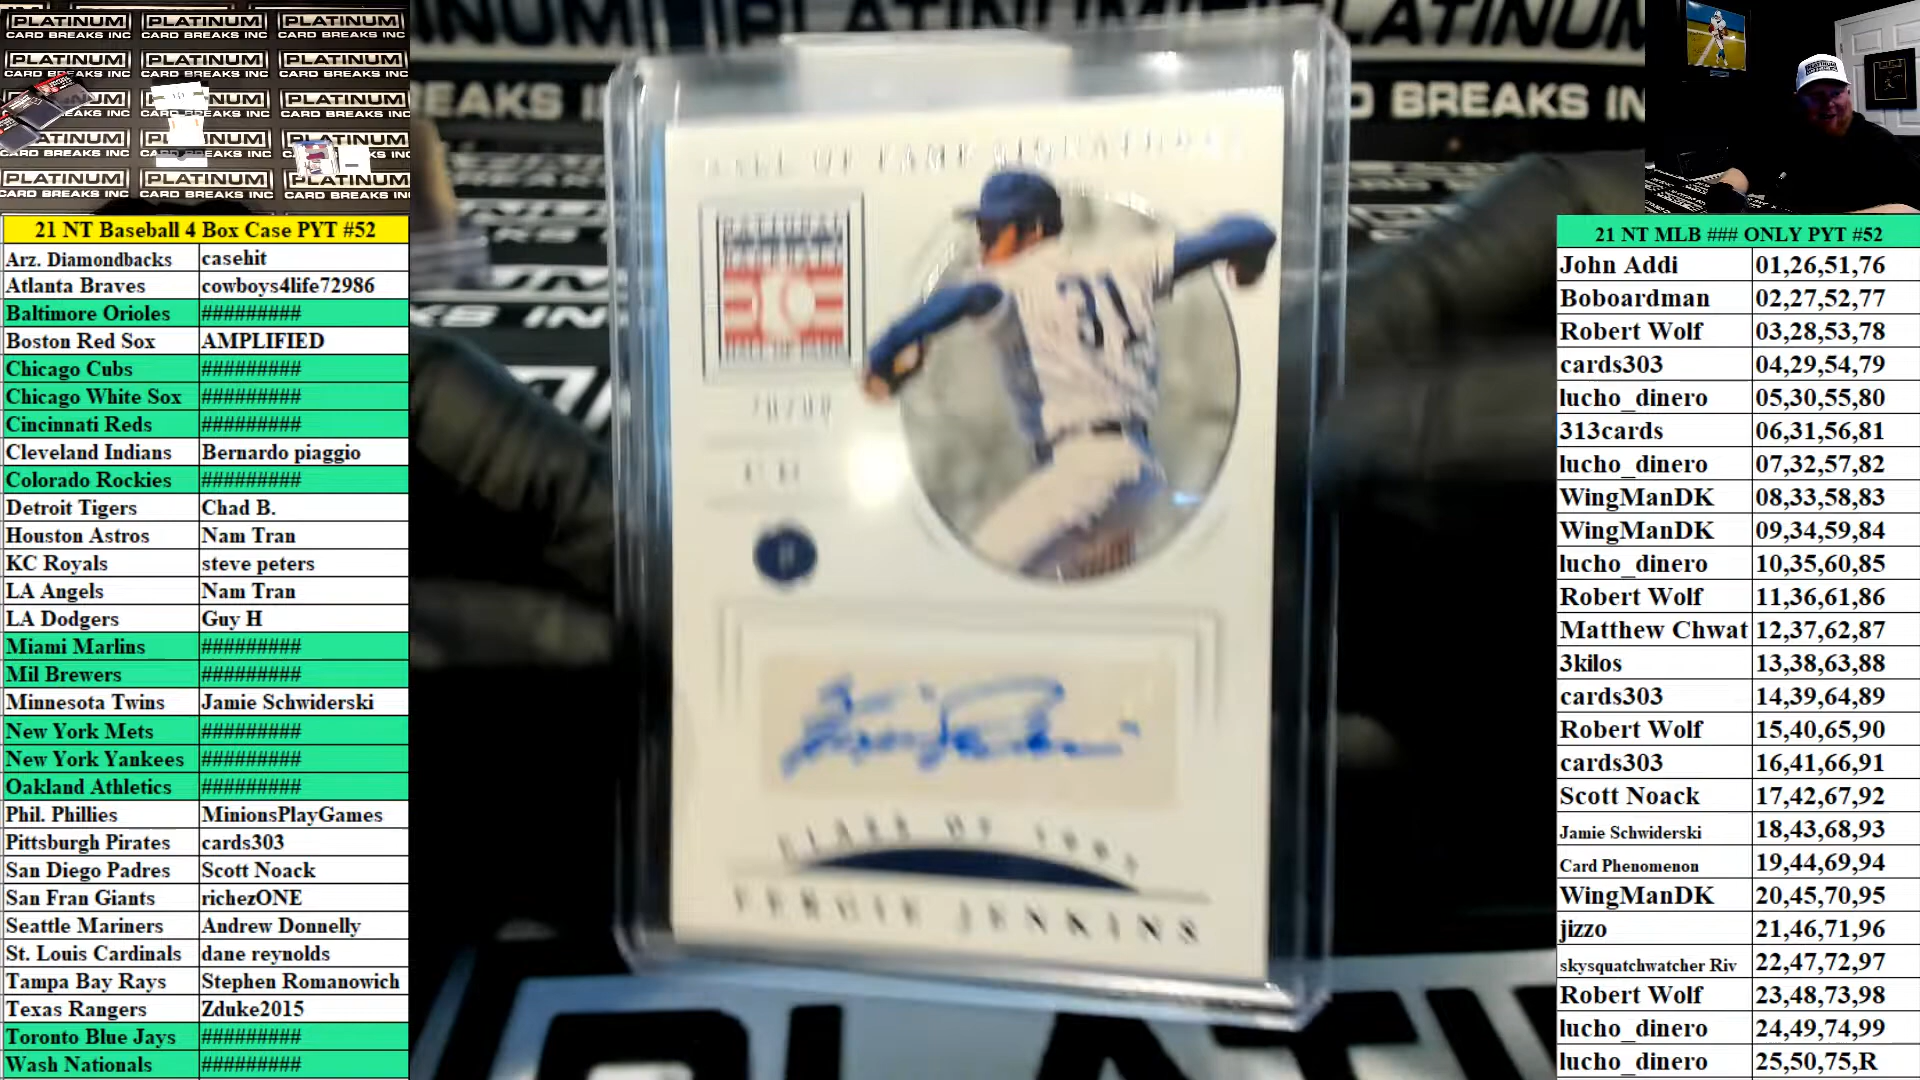 PLATINUM
CARD BREAKS INC
21 NT Baseball 4 Box Case PYT #52
Arz. Diamondbacks casehit
Atlanta Braves cowboys4life72986
Baltimore Orioles #########
Boston Red Sox AMPLIFIED
Chicago Cubs #########
Chicago White Sox #########
Cincinnati Reds #########
Cleveland Indians Bernardo piaggio
Colorado Rockies #########
Detroit Tigers Chad B.
Houston Astros Nam Tran
KC Royals steve peters
LA Angels Nam Tran
LA Dodgers Guy H
Miami Marlins #########
Mil Brewers #########
Minnesota Twins Jamie Schwiderski
New York Mets #########
New York Yankees #########
Oakland Athletics #########
Phil. Phillies MinionsPlayGames
Pittsburgh Pirates cards303
San Diego Padres Scott Noack
San Fran Giants richezONE
Seattle Mariners Andrew Donnelly
St. Louis Cardinals dane reynolds
Tampa Bay Rays Stephen Romanowich
Texas Rangers Zduke2015
Toronto Blue Jays #########
Wash Nationals #########
HALL OF FAME SIGNATURES
31
CLASS OF
FERGIE JENKINS
21 NT MLB ### ONLY PYT #52
John Addi 01,26,51,76
Boboardman 02,27,52,77
Robert Wolf 03,28,53,78
cards303 04,29,54,79
lucho_dinero 05,30,55,80
313cards 06,31,56,81
lucho_dinero 07,32,57,82
WingManDK 08,33,58,83
WingManDK 09,34,59,84
lucho_dinero 10,35,60,85
Robert Wolf 11,36,61,86
Matthew Chwat 12,37,62,87
3kilos 13,38,63,88
cards303 14,39,64,89
Robert Wolf 15,40,65,90
cards303 16,41,66,91
Scott Noack 17,42,67,92
Jamie Schwiderski 18,43,68,93
Card Phenomenon 19,44,69,94
WingManDK 20,45,70,95
jizzo 21,46,71,96
skysquatchwatcher Riv 22,47,72,97
Robert Wolf 23,48,73,98
lucho_dinero 24,49,74,99
lucho_dinero 25,50,75,R